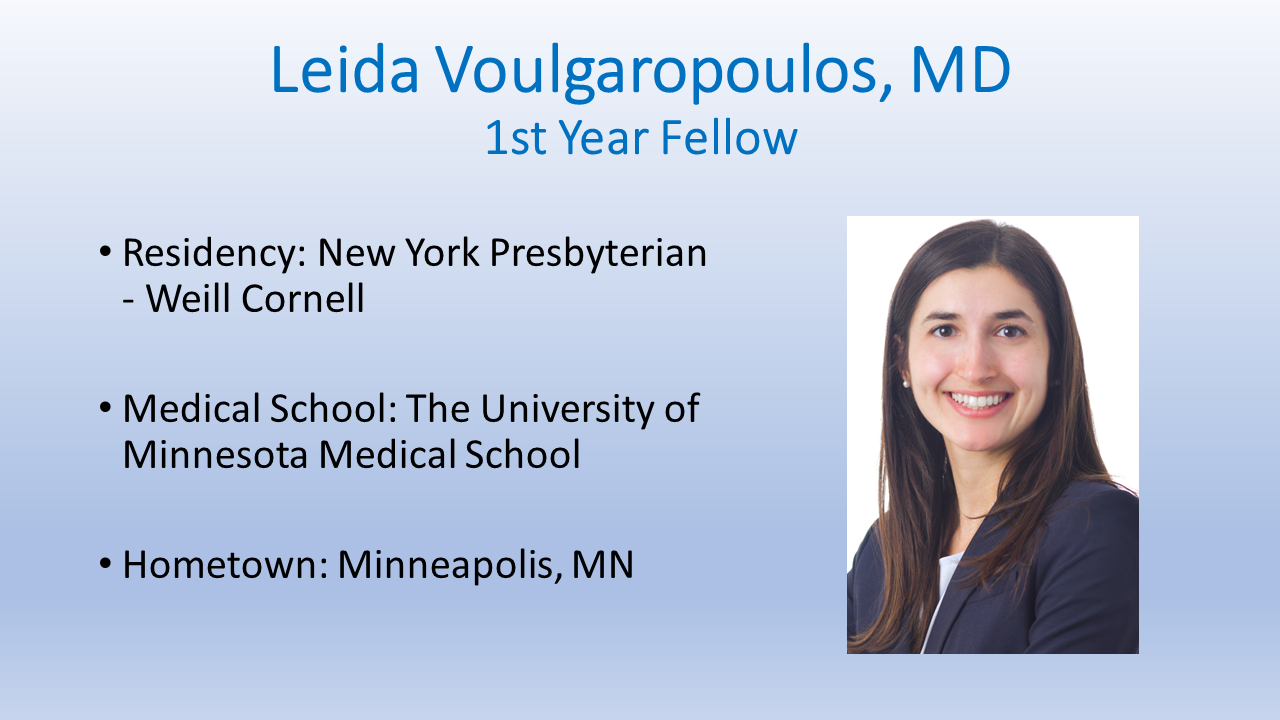 Leida Voulgaropoulos, MD
1st Year Fellow
• Residency: New York Presbyterian
- Weill Cornell
• Medical School: The University of
Minnesota Medical School
• Hometown: Minneapolis, MN